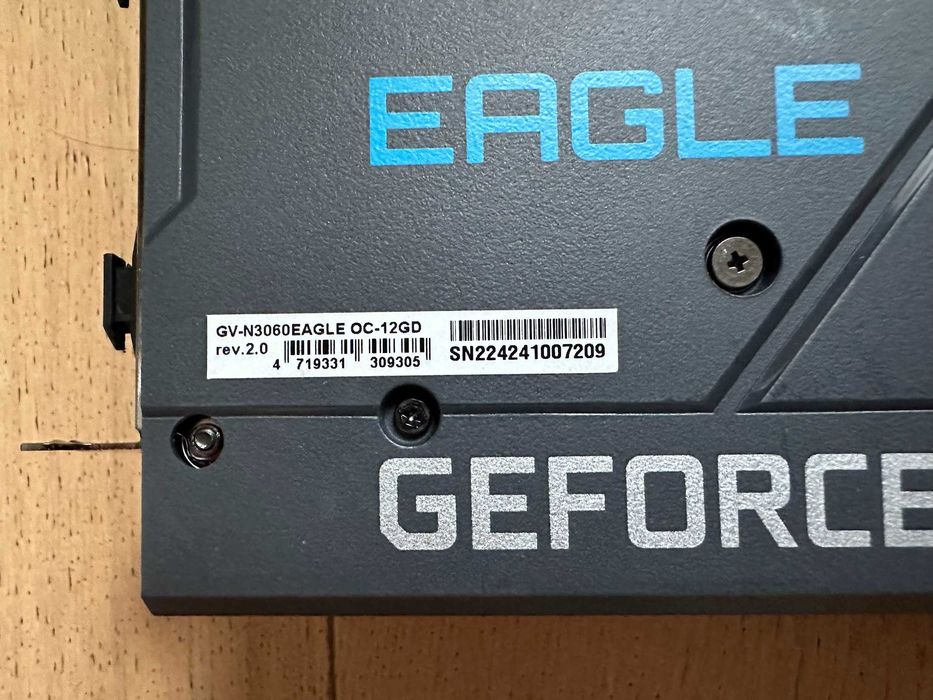 EAGLE
GV-N3060EAGLE OC-12GD
rev.2.0
4 719331 309305
SN224241007209
GEFORCE